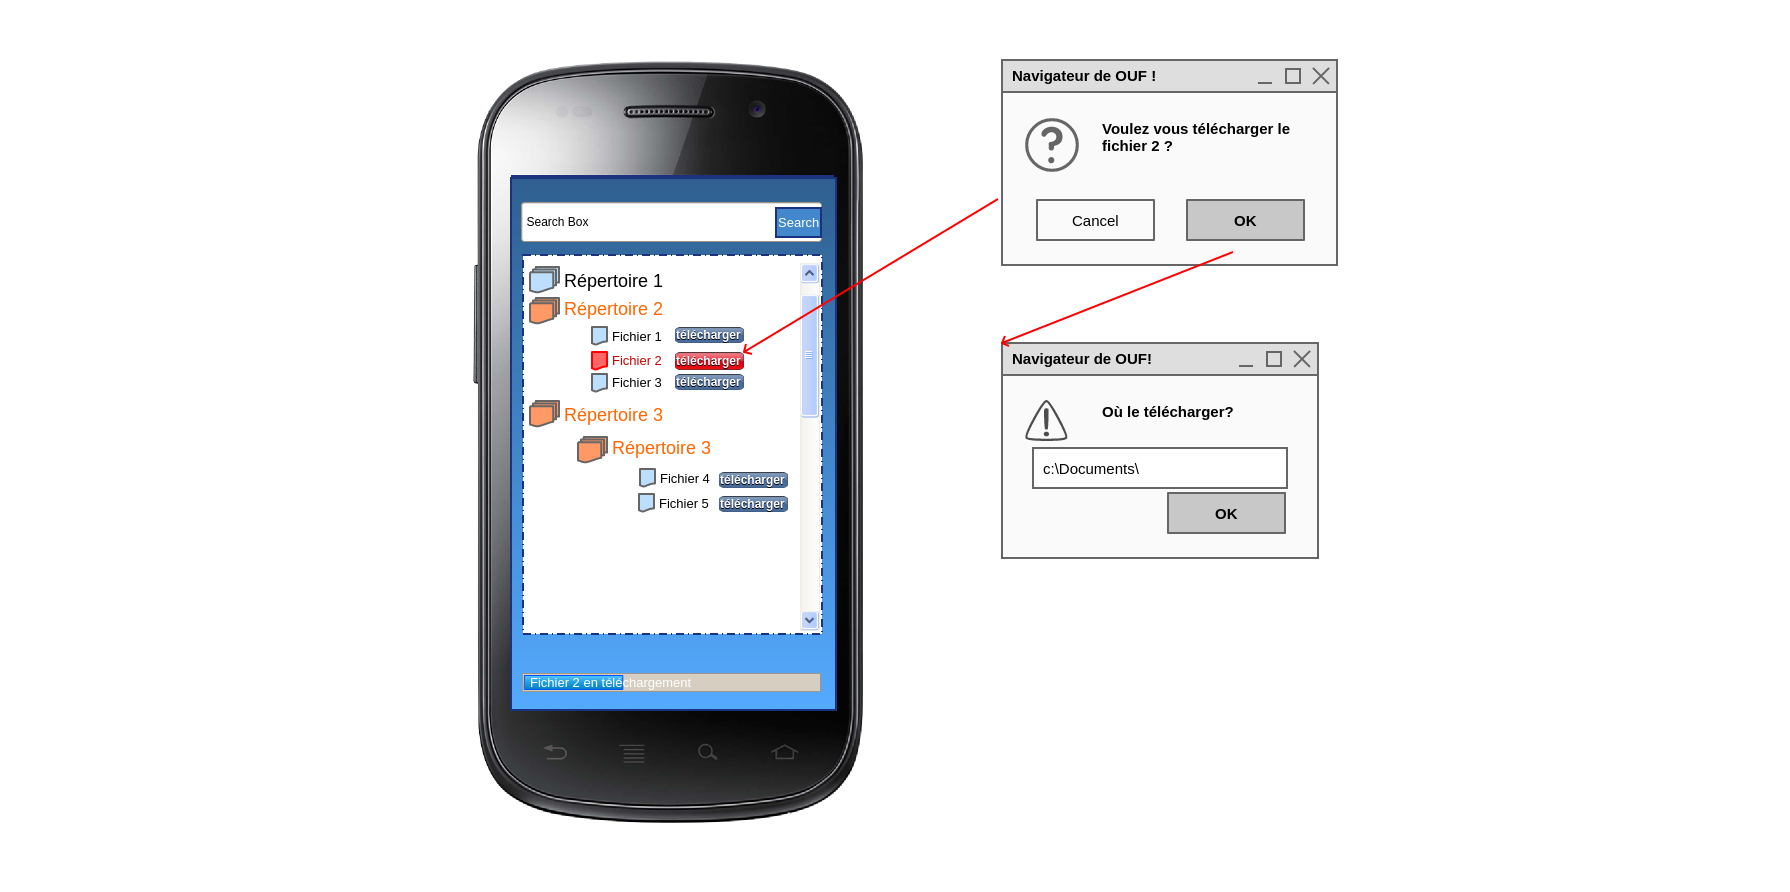 Search Box
Search
Répertoire 1
Répertoire 2
Fichier 1 télécharger
Fichier 2 télécharger
Fichier 3 télécharger
Répertoire 3
Répertoire 3
Fichier 4 télécharger
Fichier 5 télécharger
Fichier 2 en téléchargement
Navigateur de OUF !
Voulez vous télécharger le
fichier 2 ?
Cancel
OK
Navigateur de OUF!
Où le télécharger?
c:\Documents\
OK